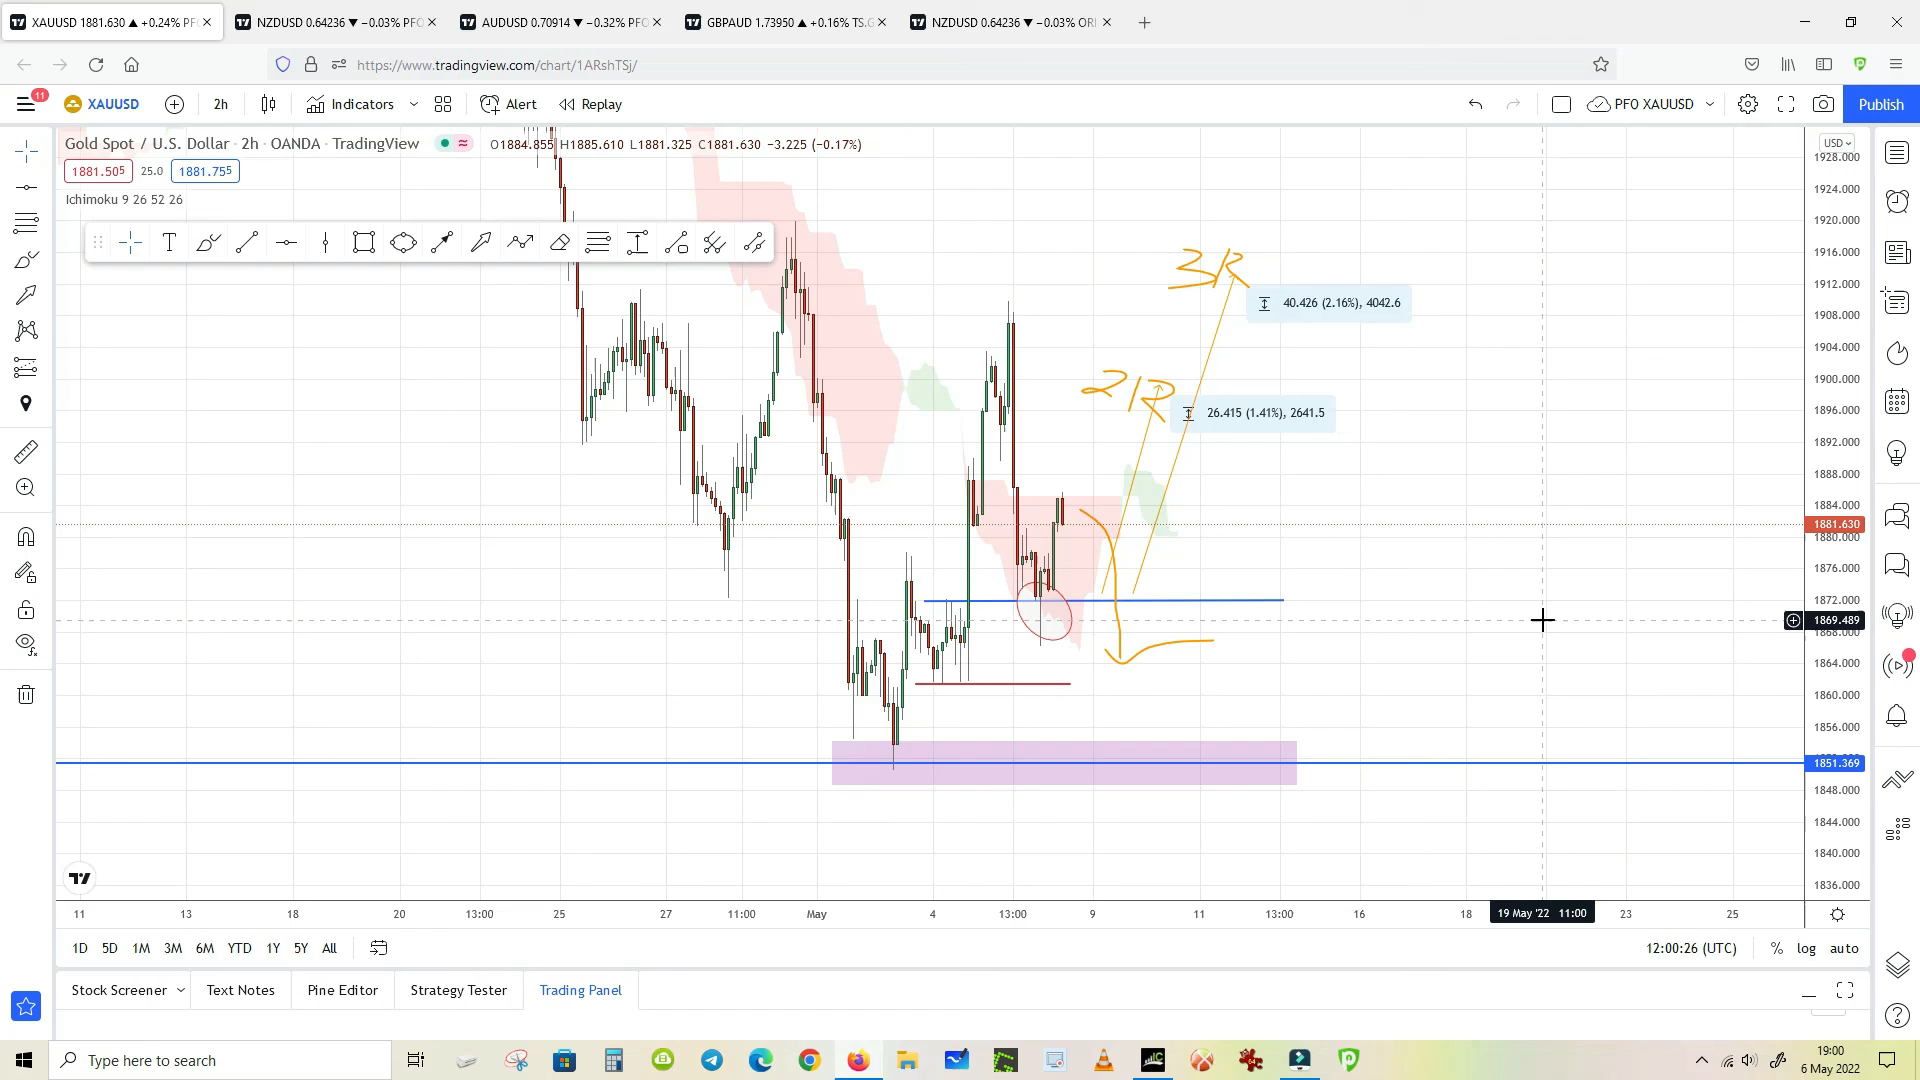 XAUUSD 1881.630 ▲ +0.24% PFO
NZDUSD 0.64236 ▼ −0.03% PFO
AUDUSD 0.70914 ▼ −0.32% PFO
GBPAUD 1.73950 ▲ +0.16% TS.G
NZDUSD 0.64236 ▼ −0.03% ORI
https://www.tradingview.com/chart/1ARshTSj/
11
XAUUSD
2h
Indicators
Alert
Replay
PFO XAUUSD
Publish
Gold Spot / U.S. Dollar · 2h · OANDA · TradingView
O1884.855 H1885.610 L1881.325 C1881.630 −3.225 (−0.17%)
1881.505
25.0
1881.755
Ichimoku 9 26 52 26
3R
40.426 (2.16%), 4042.6
2R
26.415 (1.41%), 2641.5
USD
1928.000
1924.000
1920.000
1916.000
1912.000
1908.000
1904.000
1900.000
1896.000
1892.000
1888.000
1884.000
1881.630
1880.000
1876.000
1872.000
1869.489
1868.000
1864.000
1860.000
1856.000
1851.369
1848.000
1844.000
1840.000
1836.000
11
13
18
20
13:00
25
27
11:00
May
4
13:00
9
11
13:00
16
18
19 May '22 11:00
23
25
1D 5D 1M 3M 6M YTD 1Y 5Y All
12:00:26 (UTC)
%
log
auto
Stock Screener
Text Notes
Pine Editor
Strategy Tester
Trading Panel
Type here to search
19:00
6 May 2022